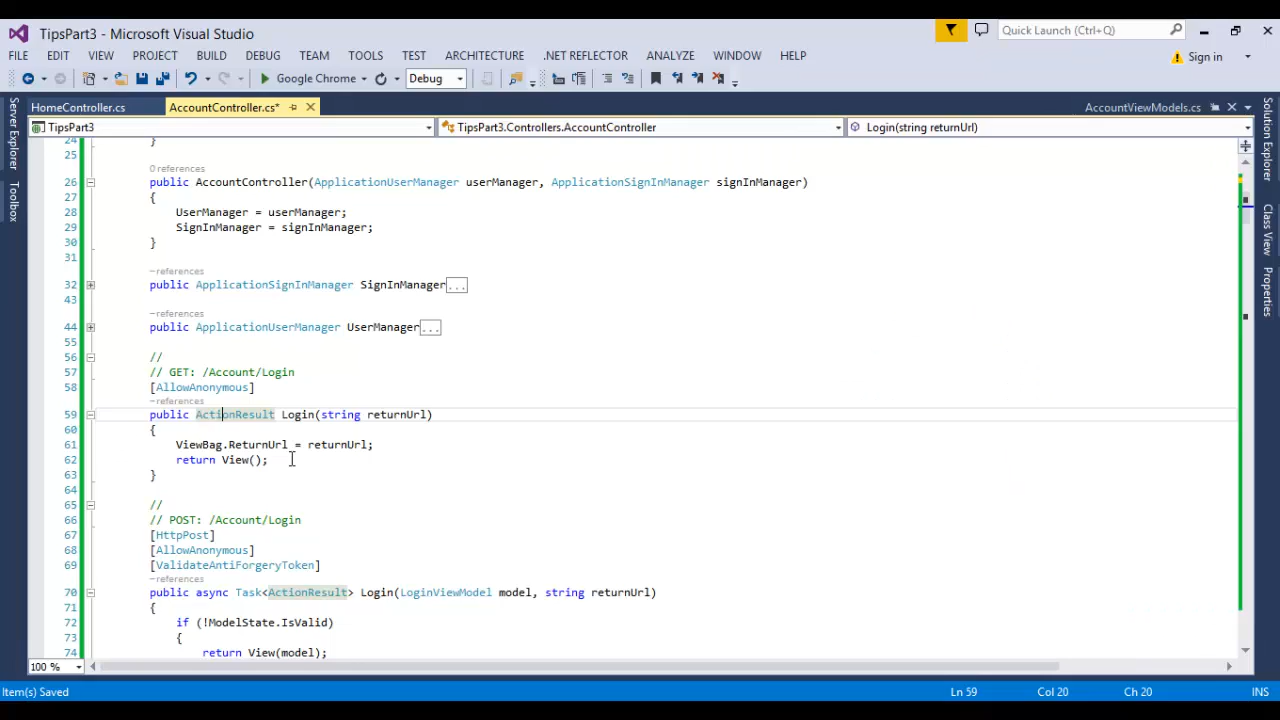 TipsPart3 - Microsoft Visual Studio
Quick Launch (Ctrl+Q)
FILE EDIT VIEW PROJECT BUILD DEBUG TEAM TOOLS TEST ARCHITECTURE .NET REFLECTOR ANALYZE WINDOW HELP
Sign in
Google Chrome
Debug
HomeController.cs
AccountController.cs*
AccountViewModels.cs
TipsPart3
TipsPart3.Controllers.AccountController
Login(string returnUrl)
Server Explorer
Toolbox
Solution Explorer
Class View
Properties
24 }
25
0 references
26 public AccountController(ApplicationUserManager userManager, ApplicationSignInManager signInManager)
27 {
28 UserManager = userManager;
29 SignInManager = signInManager;
30 }
31
– references
32 public ApplicationSignInManager SignInManager...
43
– references
44 public ApplicationUserManager UserManager...
55
56 //
57 // GET: /Account/Login
58 [AllowAnonymous]
– references
59 public ActionResult Login(string returnUrl)
60 {
61 ViewBag.ReturnUrl = returnUrl;
62 return View();
63 }
64
65 //
66 // POST: /Account/Login
67 [HttpPost]
68 [AllowAnonymous]
69 [ValidateAntiForgeryToken]
– references
70 public async Task<ActionResult> Login(LoginViewModel model, string returnUrl)
71 {
72 if (!ModelState.IsValid)
73 {
74 return View(model);
100 %
Item(s) Saved
Ln 59
Col 20
Ch 20
INS